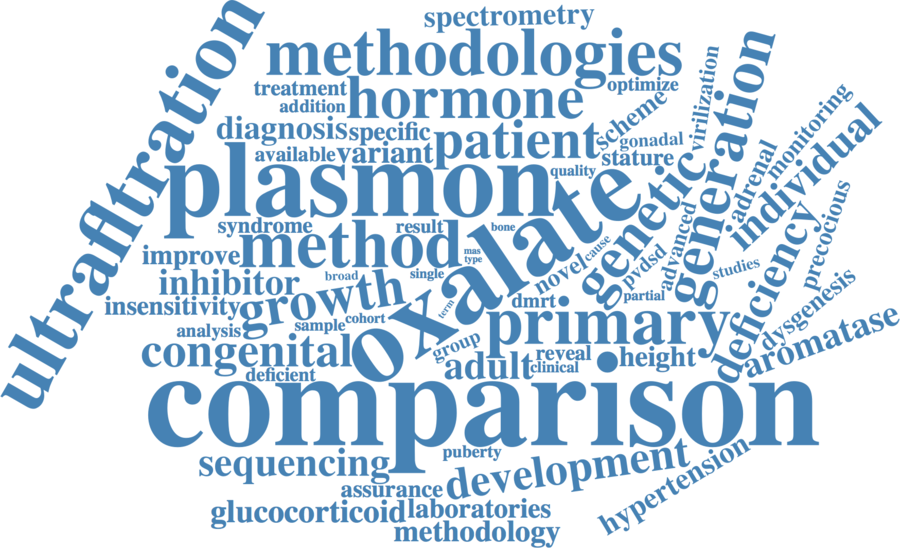 spectrometry
methodologies
treatment
optimize
addition
hormone
scheme
virilization
diagnosis
specific
patient
gonadal
monitoring
available
variant
stature
quality
ultrafltration
plasmon
oxalate
genetic
generation
adrenal
individual
syndrome
result
bone
improve
method
mas
type
cause
novel
pvdsd
advanced
studies
precocious
inhibitor
broad
single
insensitivity
growth
term
dmrt
partial
deficiency
dysgenesis
analysis
sample
cohort
primary
aromatase
congenital
group
adult
reveal
clinical
height
deficient
comparison
puberty
sequencing
development
hypertension
assurance
glucocorticoid
laboratories
methodology